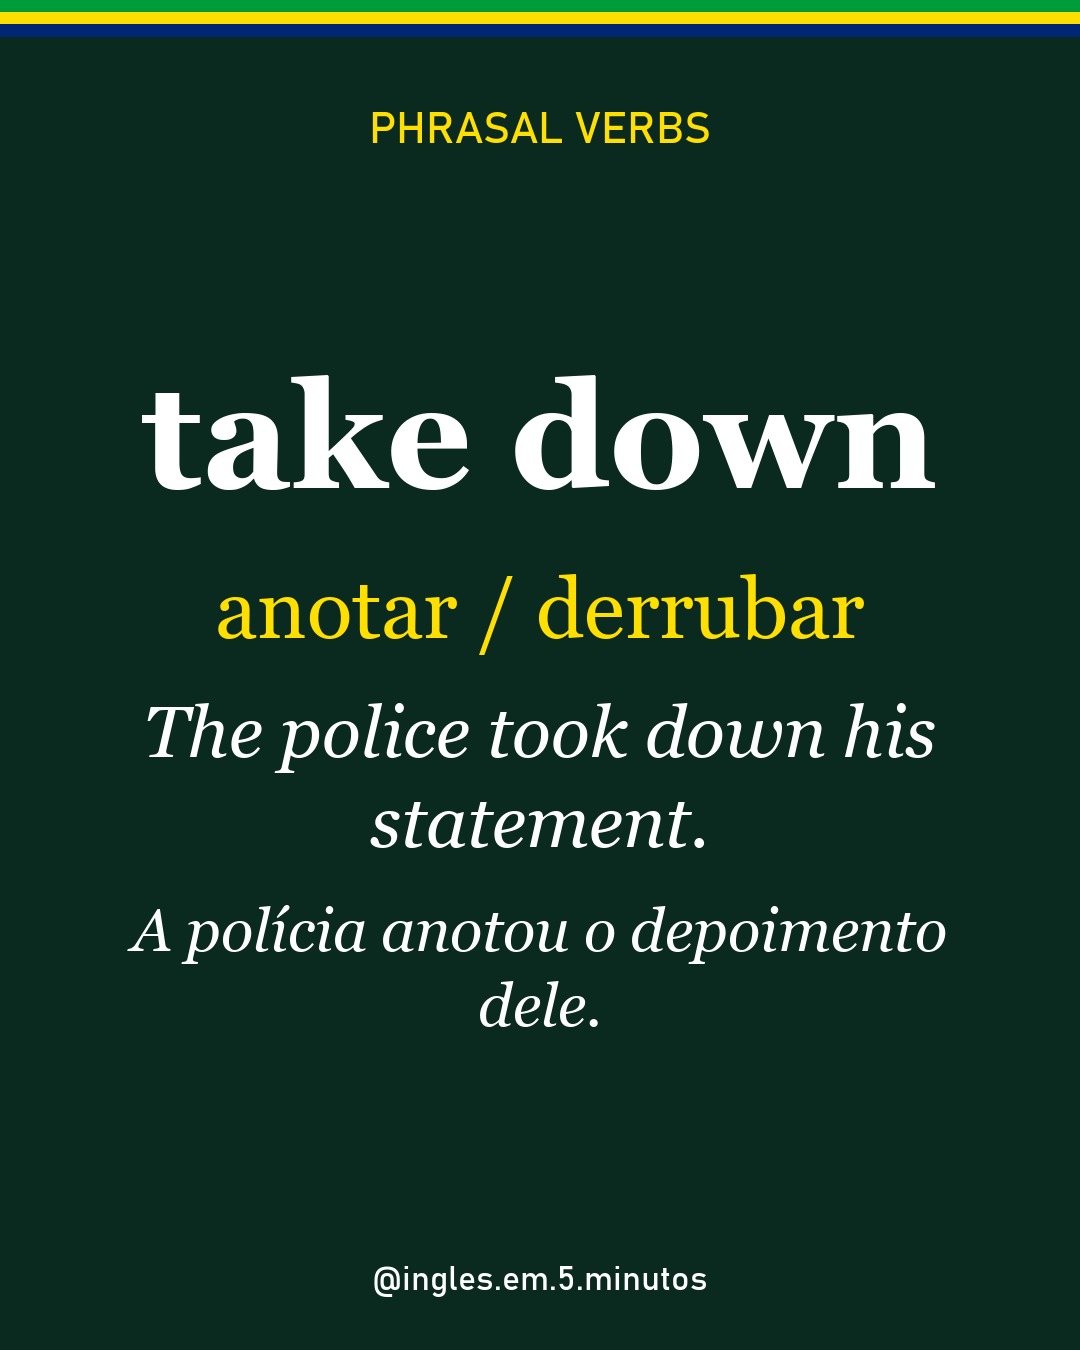 PHRASAL VERBS
take down
anotar / derrubar
The police took down his
statement.
A polícia anotou o depoimento
dele.
@ingles.em.5.minutos